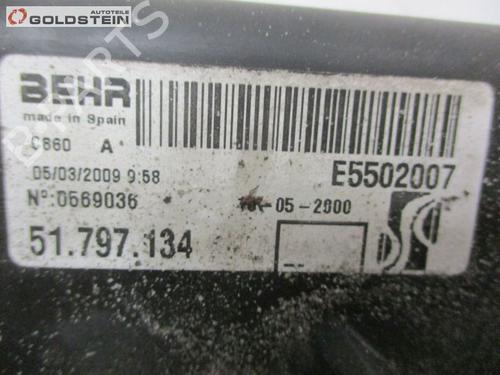 AUTOTEILE
GOLDSTEIN
BEHR
made in Spain
C660 A
05/03/2009 9:58
E5502007
Nº:0569036
-05-2000
51.797.134